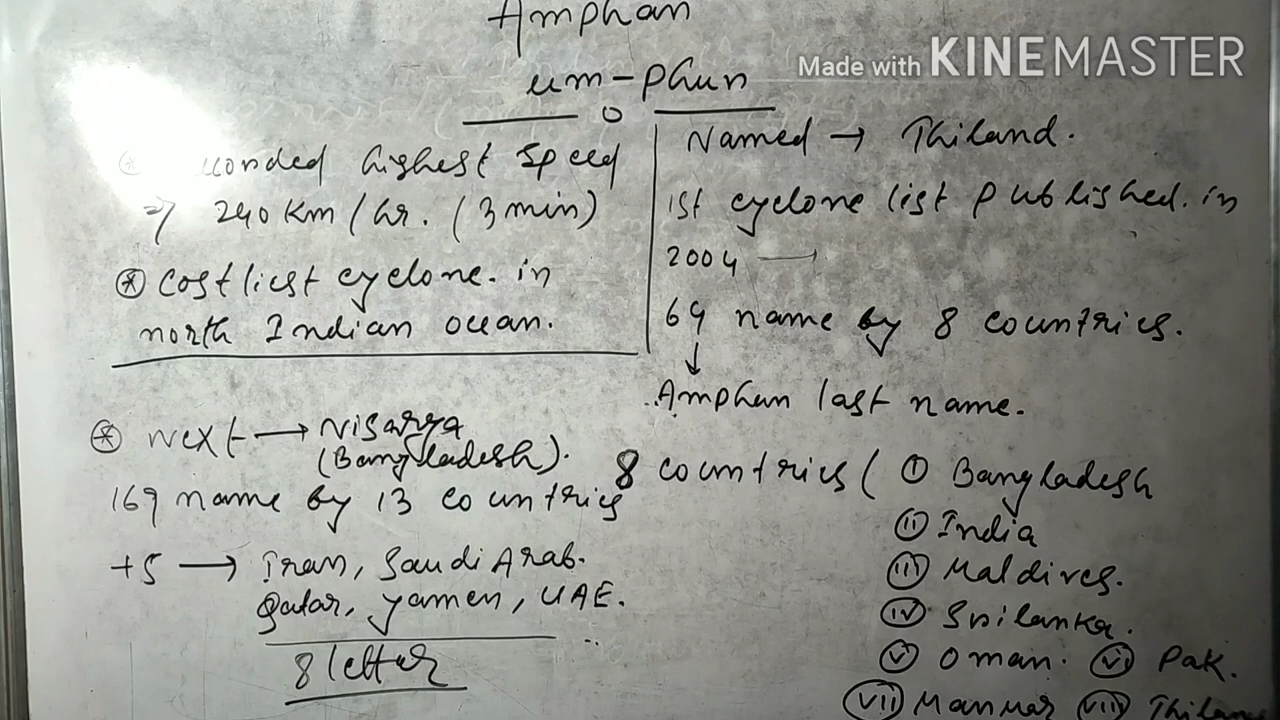 Amphan
Made with KINEMASTER
um-Phun
highest speed
=> 240 Km/hr. (3 min)
* costliest cyclone. in
north Indian ocean.
Named → Thiland.
1st cyclone list published. in
2004 →
64 name by 8 countries.
↓
Amphan last name.
* Next → Nisarga
(Bangladesh).
169 name by 13 countries
+5 → Iran, Saudi Arab.
Qatar, yamen, UAE.
8 letter
8 countries ( (i) Bangladesh
(ii) India
(iii) Maldives.
(iv) Srilanka.
(v) Oman. (vi) Pak.
(vii) Manmar (vii)